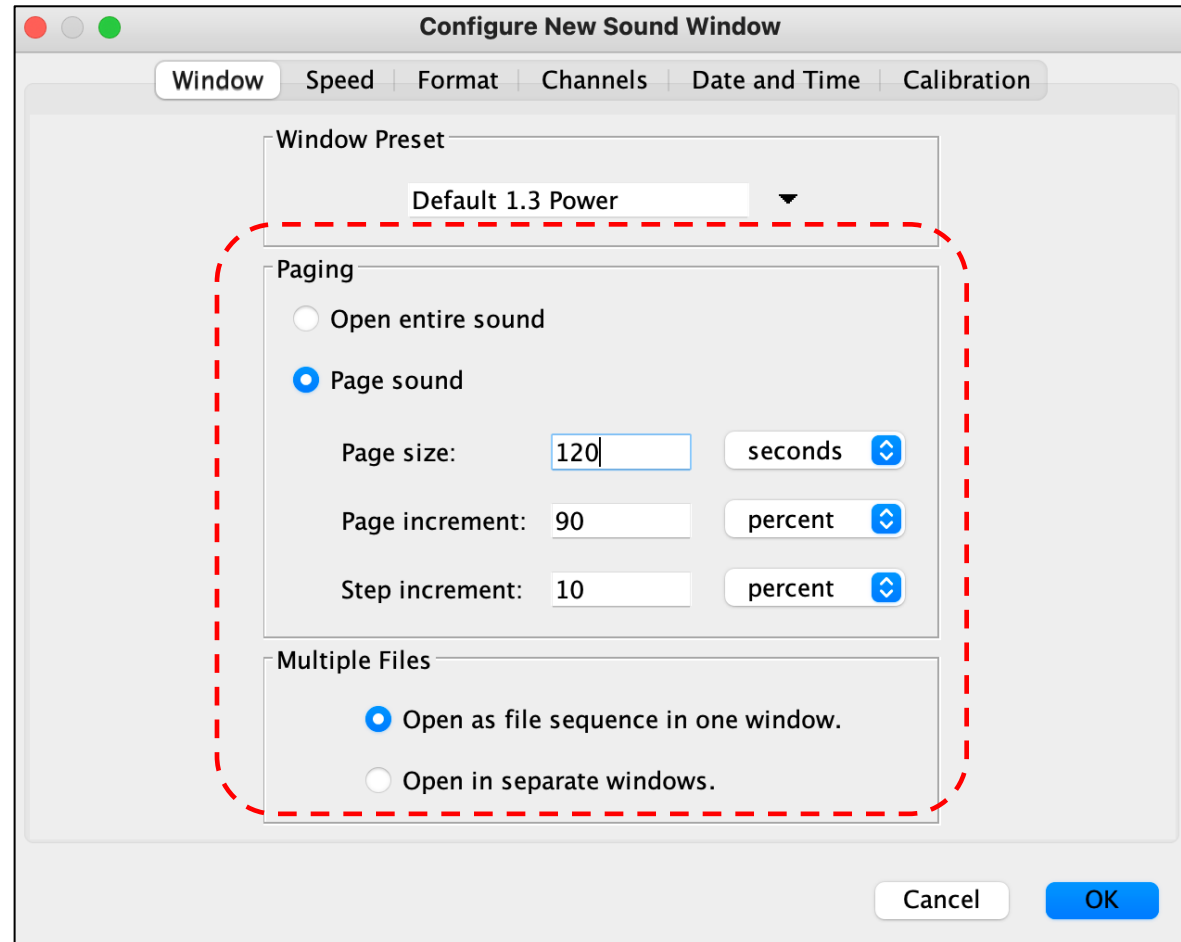 Configure New Sound Window
Window Speed Format Channels Date and Time Calibration
Window Preset
Default 1.3 Power
Paging
Open entire sound
Page sound
Page size: 120 seconds
Page increment: 90 percent
Step increment: 10 percent
Multiple Files
Open as file sequence in one window.
Open in separate windows.
Cancel OK